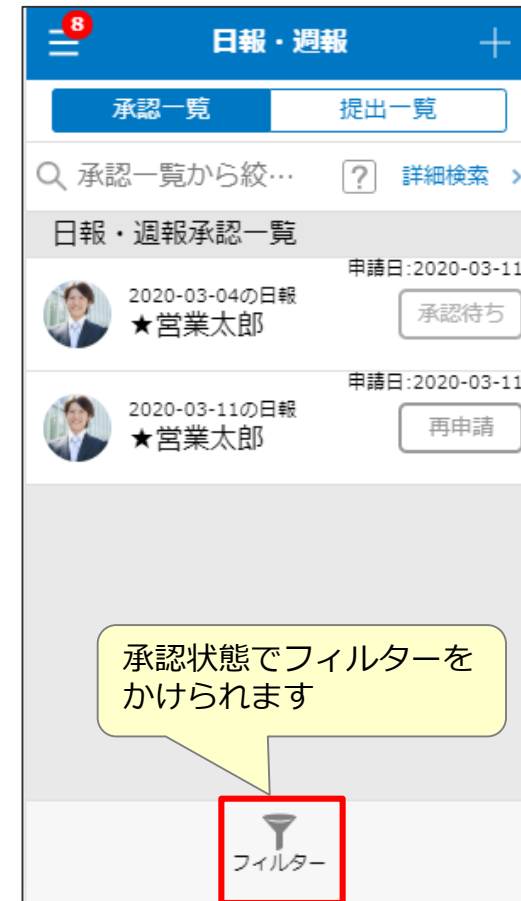 8
日報・週報
承認一覧
提出一覧
承認一覧から絞…
?
詳細検索
日報・週報承認一覧
申請日:2020-03-11
2020-03-04の日報
★営業太郎
承認待ち
申請日:2020-03-11
2020-03-11の日報
★営業太郎
再申請
承認状態でフィルターを
かけられます
フィルター